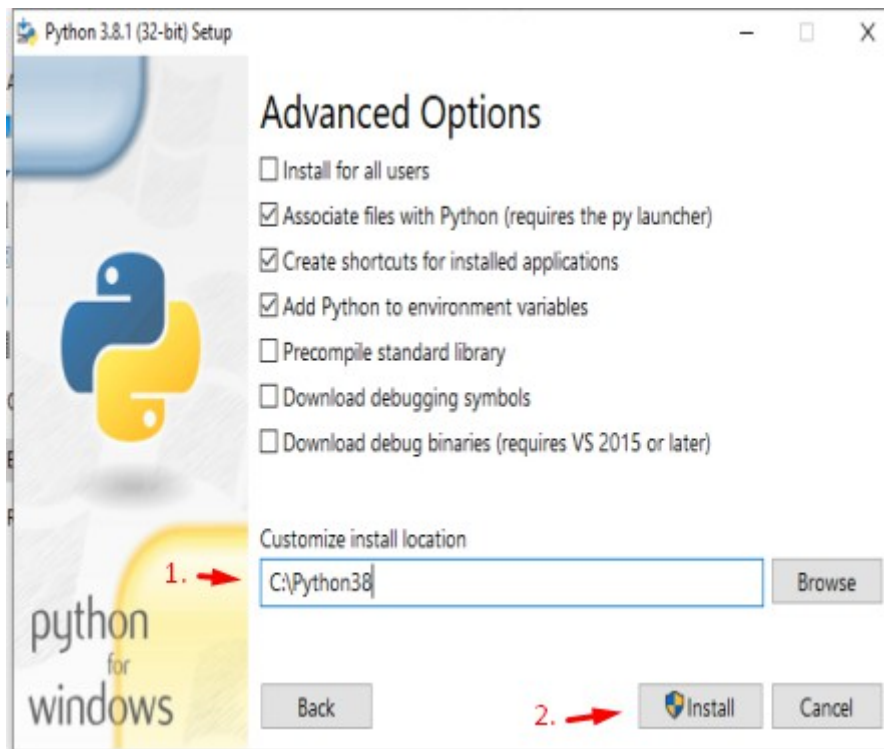 Python 3.8.1 (32-bit) Setup
Advanced Options
Install for all users
Associate files with Python (requires the py launcher)
Create shortcuts for installed applications
Add Python to environment variables
Precompile standard library
Download debugging symbols
Download debug binaries (requires VS 2015 or later)
Customize install location
1.
C:\Python38
Browse
python
for
windows
Back
2.
Install
Cancel